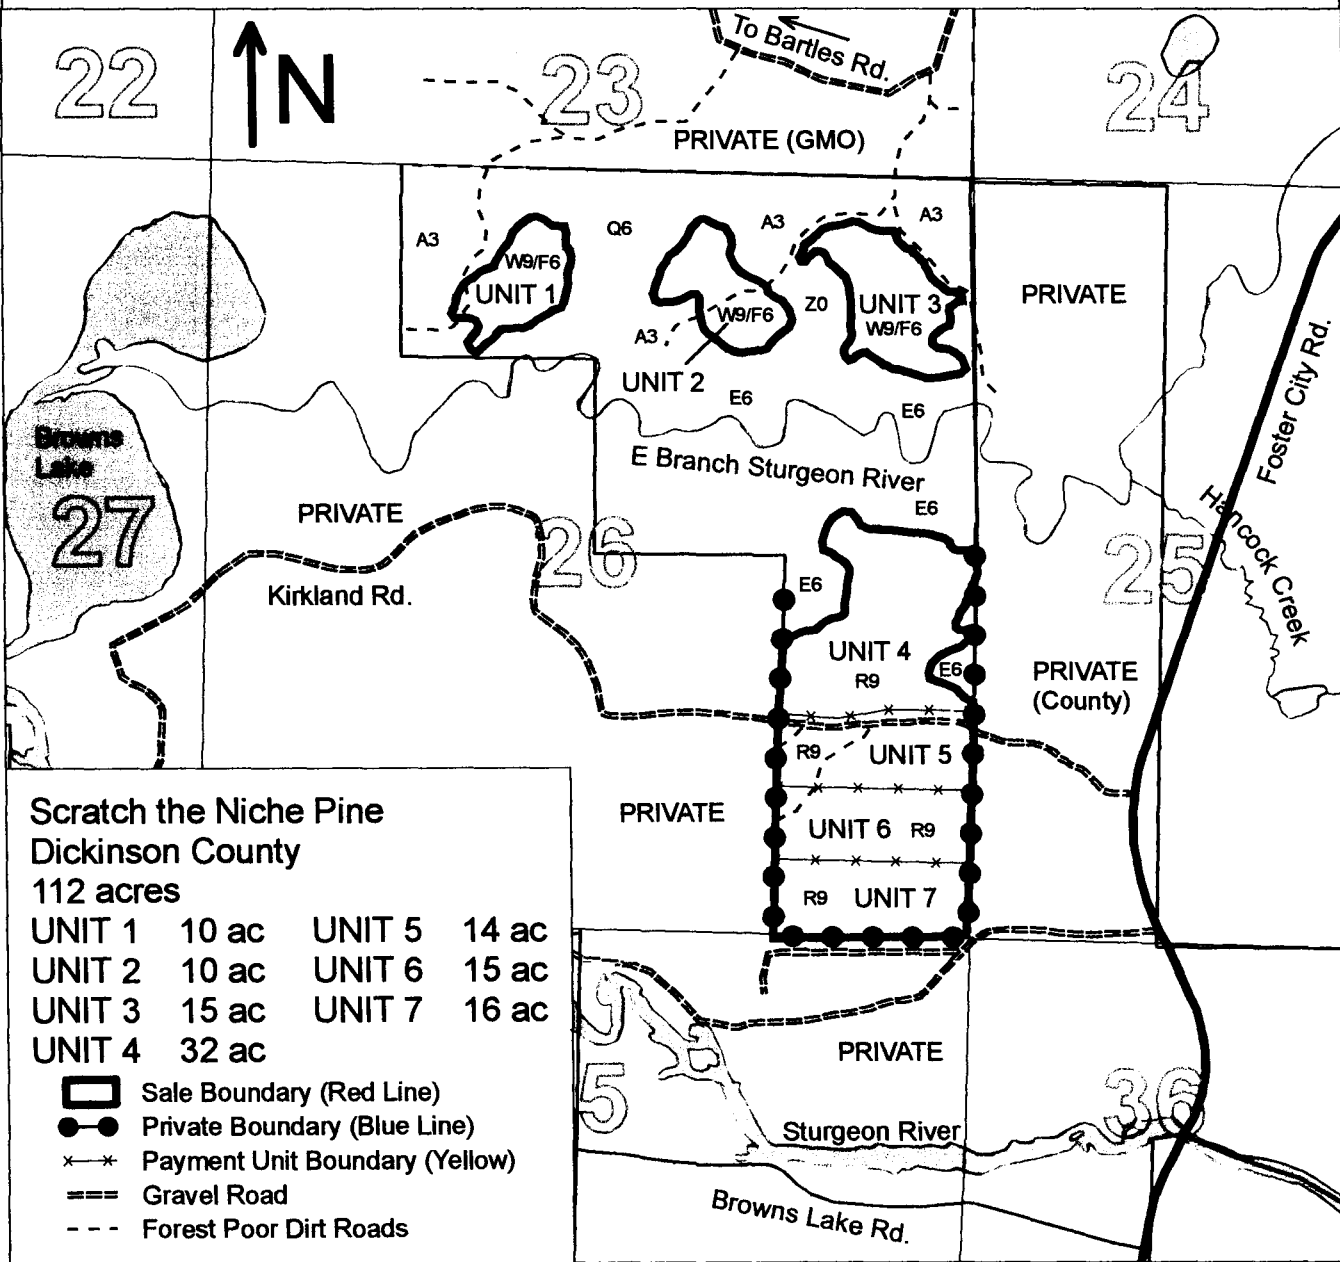 22
N
23
To Bartles Rd.
24
PRIVATE (GMO)
A3
Q6
A3
A3
W9/F6
UNIT 1
W9/F6
Z0
UNIT 3
W9/F6
PRIVATE
A3
UNIT 2
E6
E6
Foster City Rd.
Browns
Lake
27
E Branch Sturgeon River
E6
PRIVATE
26
25
Hancock Creek
Kirkland Rd.
E6
UNIT 4
R9
E6
PRIVATE
(County)
R9
UNIT 5
PRIVATE
UNIT 6 R9
R9 UNIT 7
Scratch the Niche Pine
Dickinson County
112 acres
UNIT 1 10 ac UNIT 5 14 ac
UNIT 2 10 ac UNIT 6 15 ac
UNIT 3 15 ac UNIT 7 16 ac
UNIT 4 32 ac
Sale Boundary (Red Line)
Private Boundary (Blue Line)
Payment Unit Boundary (Yellow)
Gravel Road
Forest Poor Dirt Roads
PRIVATE
5
36
Sturgeon River
Browns Lake Rd.